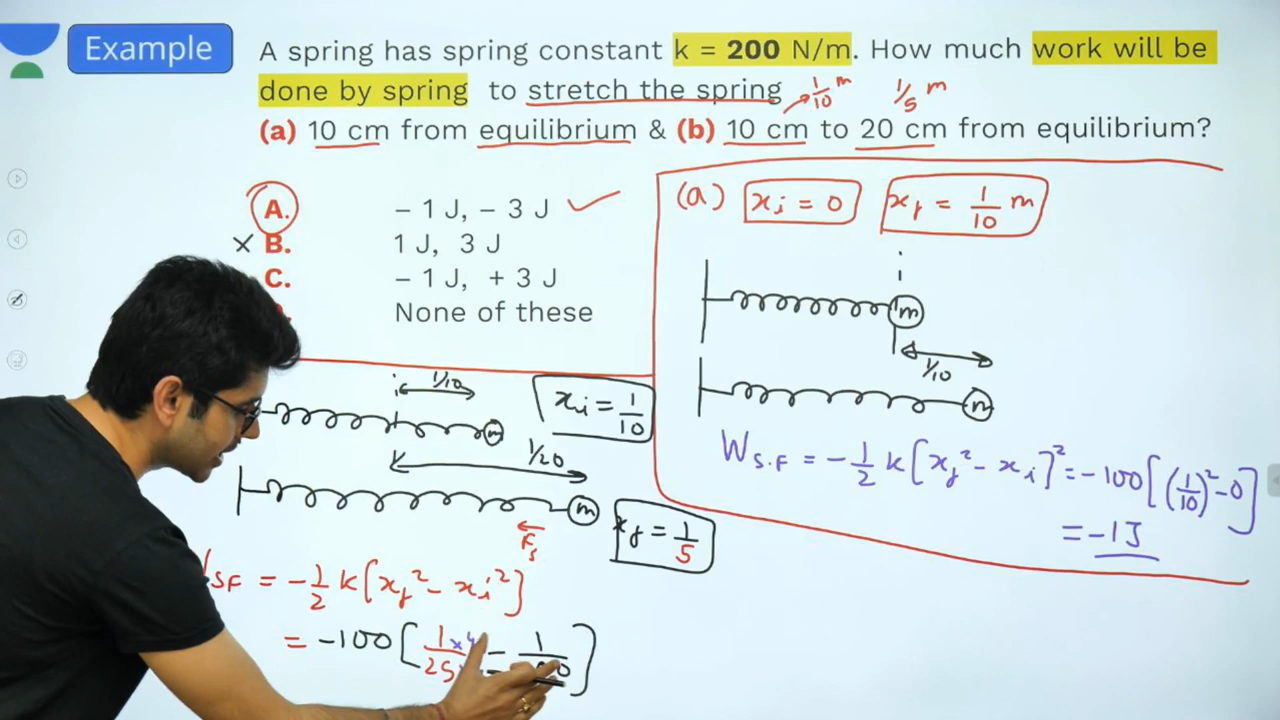 Example
A spring has spring constant k = 200 N/m. How much work will be
done by spring to stretch the spring
1/10 m 1/5 m
(a) 10 cm from equilibrium & (b) 10 cm to 20 cm from equilibrium?
A. – 1 J, – 3 J ✓
× B. 1 J, 3 J
C. – 1 J, + 3 J
None of these
(a) xi = 0 xf = 1/10 m
m
1/10
m
W S.F = -1/2 k[xf² - xi]² = -100[(1/10)² - 0]
= -1J
1/10
xi = 1/10
m
1/20
m
xf = 1/5
Fs
SF = -1/2 k[xf² - xi²]
= -100[1/25 ×4 - 1